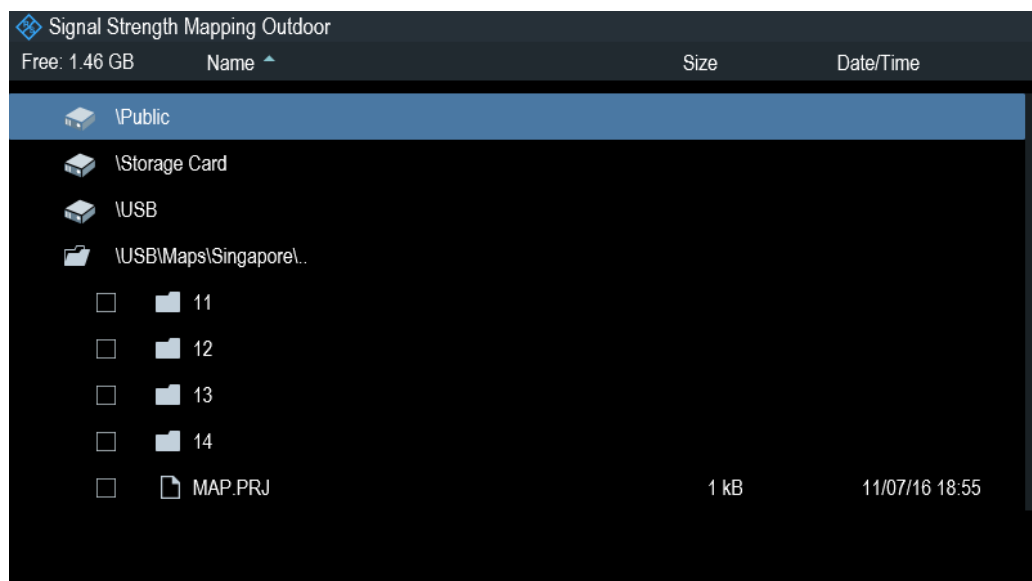 Signal Strength Mapping Outdoor
Free: 1.46 GB Name Size Date/Time
\Public
\Storage Card
\USB
\USB\Maps\Singapore\..
11
12
13
14
MAP.PRJ 1 kB 11/07/16 18:55